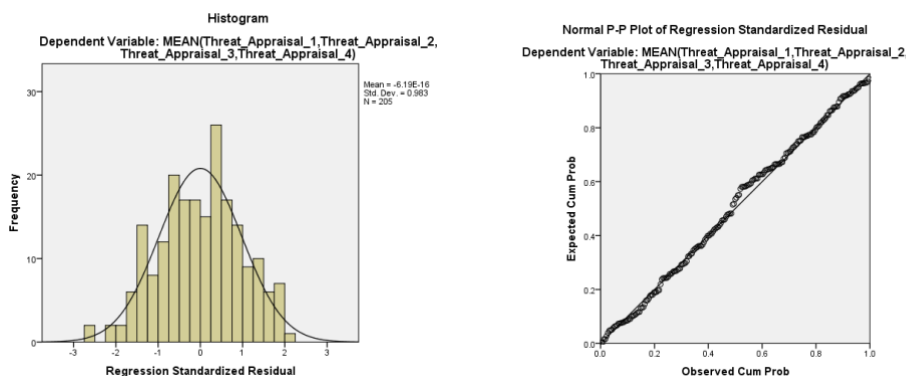 Histogram
Dependent Variable: MEAN(Threat_Appraisal_1,Threat_Appraisal_2,
Threat_Appraisal_3,Threat_Appraisal_4)
Mean = -6.19E-16
Std. Dev. = 0.983
N = 205
Frequency
30
20
10
0
-3
-2
-1
0
1
2
3
Regression Standardized Residual
Normal P-P Plot of Regression Standardized Residual
Dependent Variable: MEAN(Threat_Appraisal_1,Threat_Appraisal_2,
Threat_Appraisal_3,Threat_Appraisal_4)
Expected Cum Prob
1.0
0.8
0.6
0.4
0.2
0.0
0.0
0.2
0.4
0.6
0.8
1.0
Observed Cum Prob